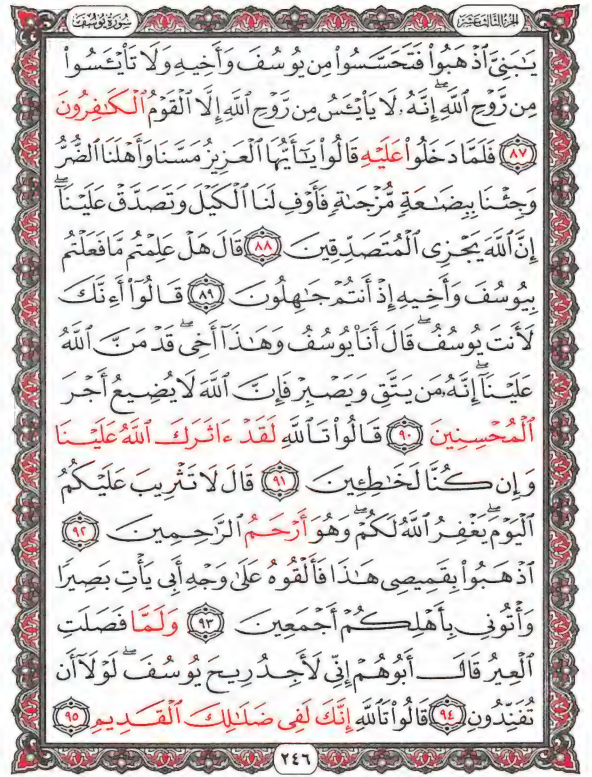 سورة يوسف
الجزء الثالث عشر
يَـٰبَنِىَّ ٱذْهَبُوا۟ فَتَحَسَّسُوا۟ مِن يُوسُفَ وَأَخِيهِ وَلَا تَا۟يْـَٔسُوا۟
مِن رَّوْحِ ٱللَّهِ ۖ إِنَّهُۥ لَا يَا۟يْـَٔسُ مِن رَّوْحِ ٱللَّهِ إِلَّا ٱلْقَوْمُ ٱلْكَـٰفِرُونَ
﴿٨٧﴾ فَلَمَّا دَخَلُوا۟ عَلَيْهِ قَالُوا۟ يَـٰٓأَيُّهَا ٱلْعَزِيزُ مَسَّنَا وَأَهْلَنَا ٱلضُّرُّ
وَجِئْنَا بِبِضَـٰعَةٍ مُّزْجَىٰةٍ فَأَوْفِ لَنَا ٱلْكَيْلَ وَتَصَدَّقْ عَلَيْنَآ ۖ
إِنَّ ٱللَّهَ يَجْزِى ٱلْمُتَصَدِّقِينَ ﴿٨٨﴾ قَالَ هَلْ عَلِمْتُم مَّا فَعَلْتُم
بِيُوسُفَ وَأَخِيهِ إِذْ أَنتُمْ جَـٰهِلُونَ ﴿٨٩﴾ قَالُوٓا۟ أَءِنَّكَ
لَأَنتَ يُوسُفُ ۖ قَالَ أَنَا۠ يُوسُفُ وَهَـٰذَآ أَخِى ۖ قَدْ مَنَّ ٱللَّهُ
عَلَيْنَآ ۖ إِنَّهُۥ مَن يَتَّقِ وَيَصْبِرْ فَإِنَّ ٱللَّهَ لَا يُضِيعُ أَجْرَ
ٱلْمُحْسِنِينَ ﴿٩٠﴾ قَالُوا۟ تَٱللَّهِ لَقَدْ ءَاثَرَكَ ٱللَّهُ عَلَيْنَا
وَإِن كُنَّا لَخَـٰطِـِٔينَ ﴿٩١﴾ قَالَ لَا تَثْرِيبَ عَلَيْكُمُ
ٱلْيَوْمَ ۖ يَغْفِرُ ٱللَّهُ لَكُمْ ۖ وَهُوَ أَرْحَمُ ٱلرَّٰحِمِينَ ﴿٩٢﴾
ٱذْهَبُوا۟ بِقَمِيصِى هَـٰذَا فَأَلْقُوهُ عَلَىٰ وَجْهِ أَبِى يَأْتِ بَصِيرًا
وَأْتُونِى بِأَهْلِكُمْ أَجْمَعِينَ ﴿٩٣﴾ وَلَمَّا فَصَلَتِ
ٱلْعِيرُ قَالَ أَبُوهُمْ إِنِّى لَأَجِدُ رِيحَ يُوسُفَ ۖ لَوْلَآ أَن
تُفَنِّدُونِ ﴿٩٤﴾ قَالُوا۟ تَٱللَّهِ إِنَّكَ لَفِى ضَلَـٰلِكَ ٱلْقَدِيمِ ﴿٩٥﴾
٢٤٦